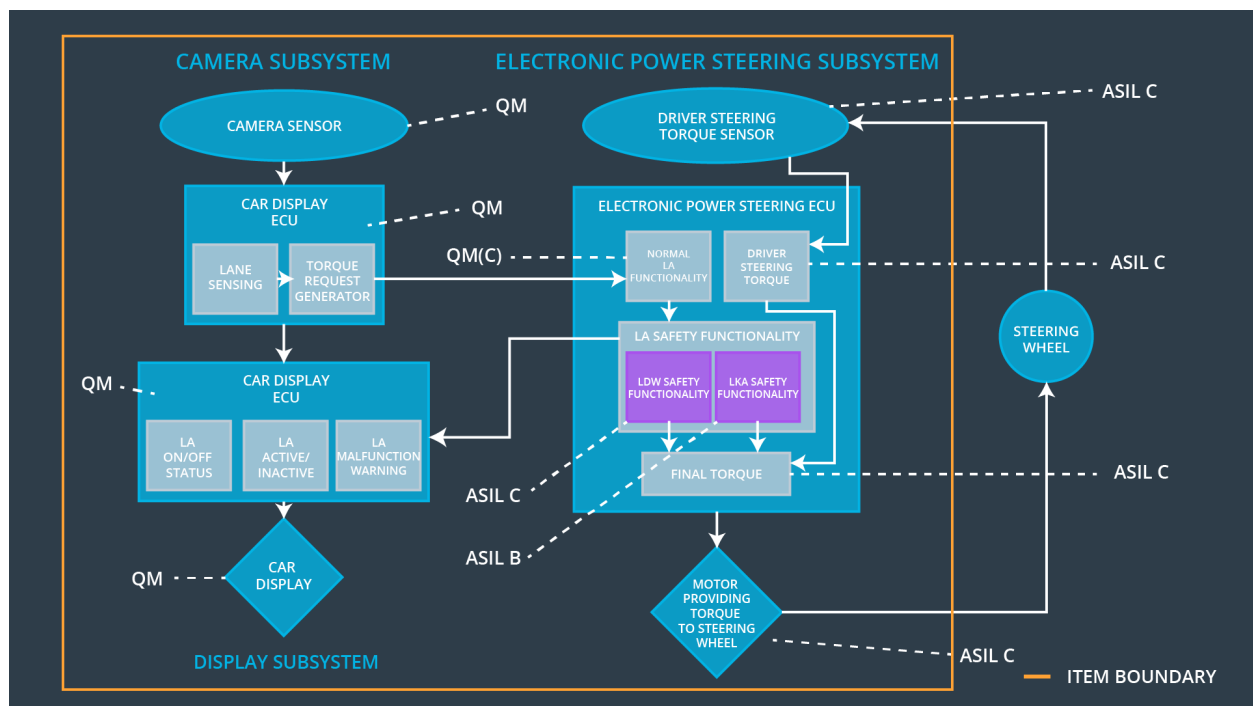 CAMERA SUBSYSTEM
ELECTRONIC POWER STEERING SUBSYSTEM
CAMERA SENSOR
QM
DRIVER STEERING
TORQUE SENSOR
ASIL C
CAR DISPLAY
ECU
QM
LANE
SENSING
TORQUE
REQUEST
GENERATOR
ELECTRONIC POWER STEERING ECU
QM(C)
NORMAL
LA
FUNCTIONALITY
DRIVER
STEERING
TORQUE
ASIL C
LA SAFETY FUNCTIONALITY
LDW SAFETY
FUNCTIONALITY
LKA SAFETY
FUNCTIONALITY
STEERING
WHEEL
QM
CAR DISPLAY
ECU
LA
ON/OFF
STATUS
LA
ACTIVE/
INACTIVE
LA
MALFUNCTION
WARNING
FINAL TORQUE
ASIL C
ASIL C
ASIL B
QM
CAR
DISPLAY
MOTOR
PROVIDING
TORQUE
TO STEERING
WHEEL
ASIL C
DISPLAY SUBSYSTEM
ITEM BOUNDARY